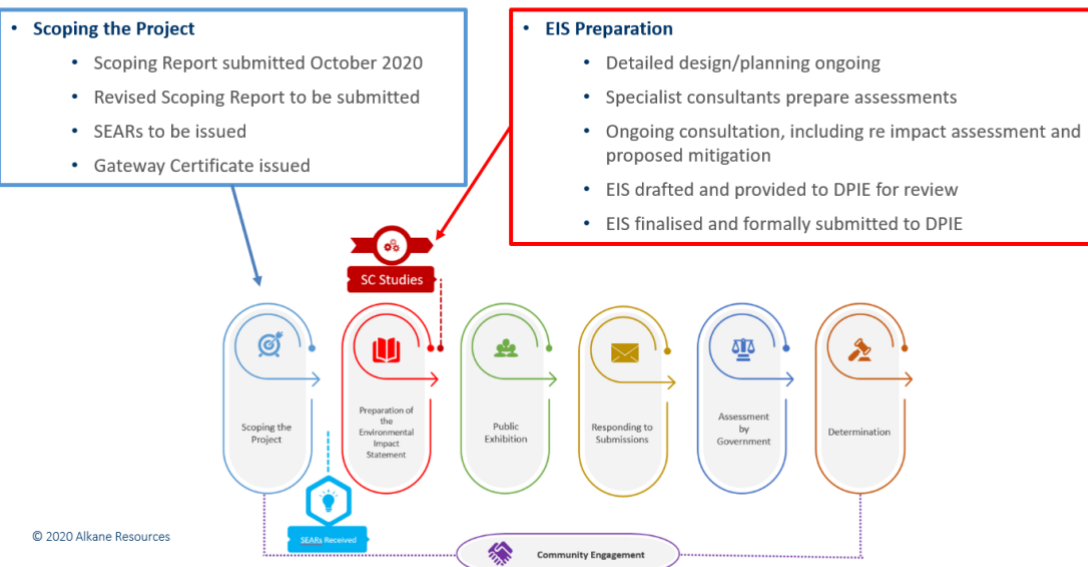 • Scoping the Project
• Scoping Report submitted October 2020
• Revised Scoping Report to be submitted
• SEARs to be issued
• Gateway Certificate issued
• EIS Preparation
• Detailed design/planning ongoing
• Specialist consultants prepare assessments
• Ongoing consultation, including re impact assessment and
proposed mitigation
• EIS drafted and provided to DPIE for review
• EIS finalised and formally submitted to DPIE
SC Studies
Scoping the
Project
Preparation of
the
Environmental
Impact
Statement
Public
Exhibition
Responding to
Submissions
Assessment
by
Government
Determination
SEARs Received
Community Engagement
© 2020 Alkane Resources